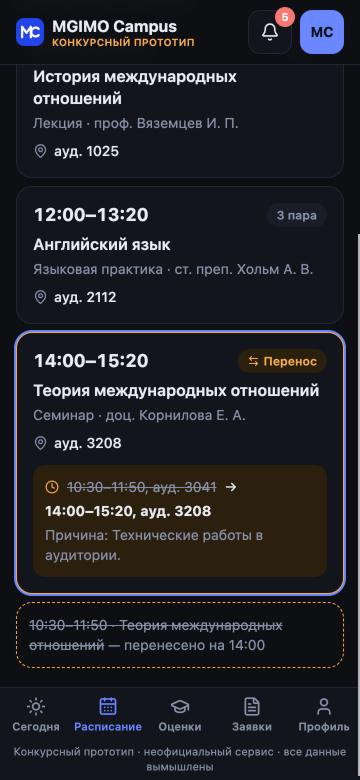 MC
MGIMO Campus
КОНКУРСНЫЙ ПРОТОТИП
5
MC
История международных
отношений
Лекция · проф. Вяземцев И. П.
ауд. 1025
12:00–13:20
3 пара
Английский язык
Языковая практика · ст. преп. Хольм А. В.
ауд. 2112
14:00–15:20
Перенос
Теория международных отношений
Семинар · доц. Корнилова Е. А.
ауд. 3208
10:30–11:50, ауд. 3041 →
14:00–15:20, ауд. 3208
Причина: Технические работы в
аудитории.
10:30–11:50 · Теория международных
отношений — перенесено на 14:00
Сегодня
Расписание
Оценки
Заявки
Профиль
Конкурсный прототип · неофициальный сервис · все данные
вымышлены